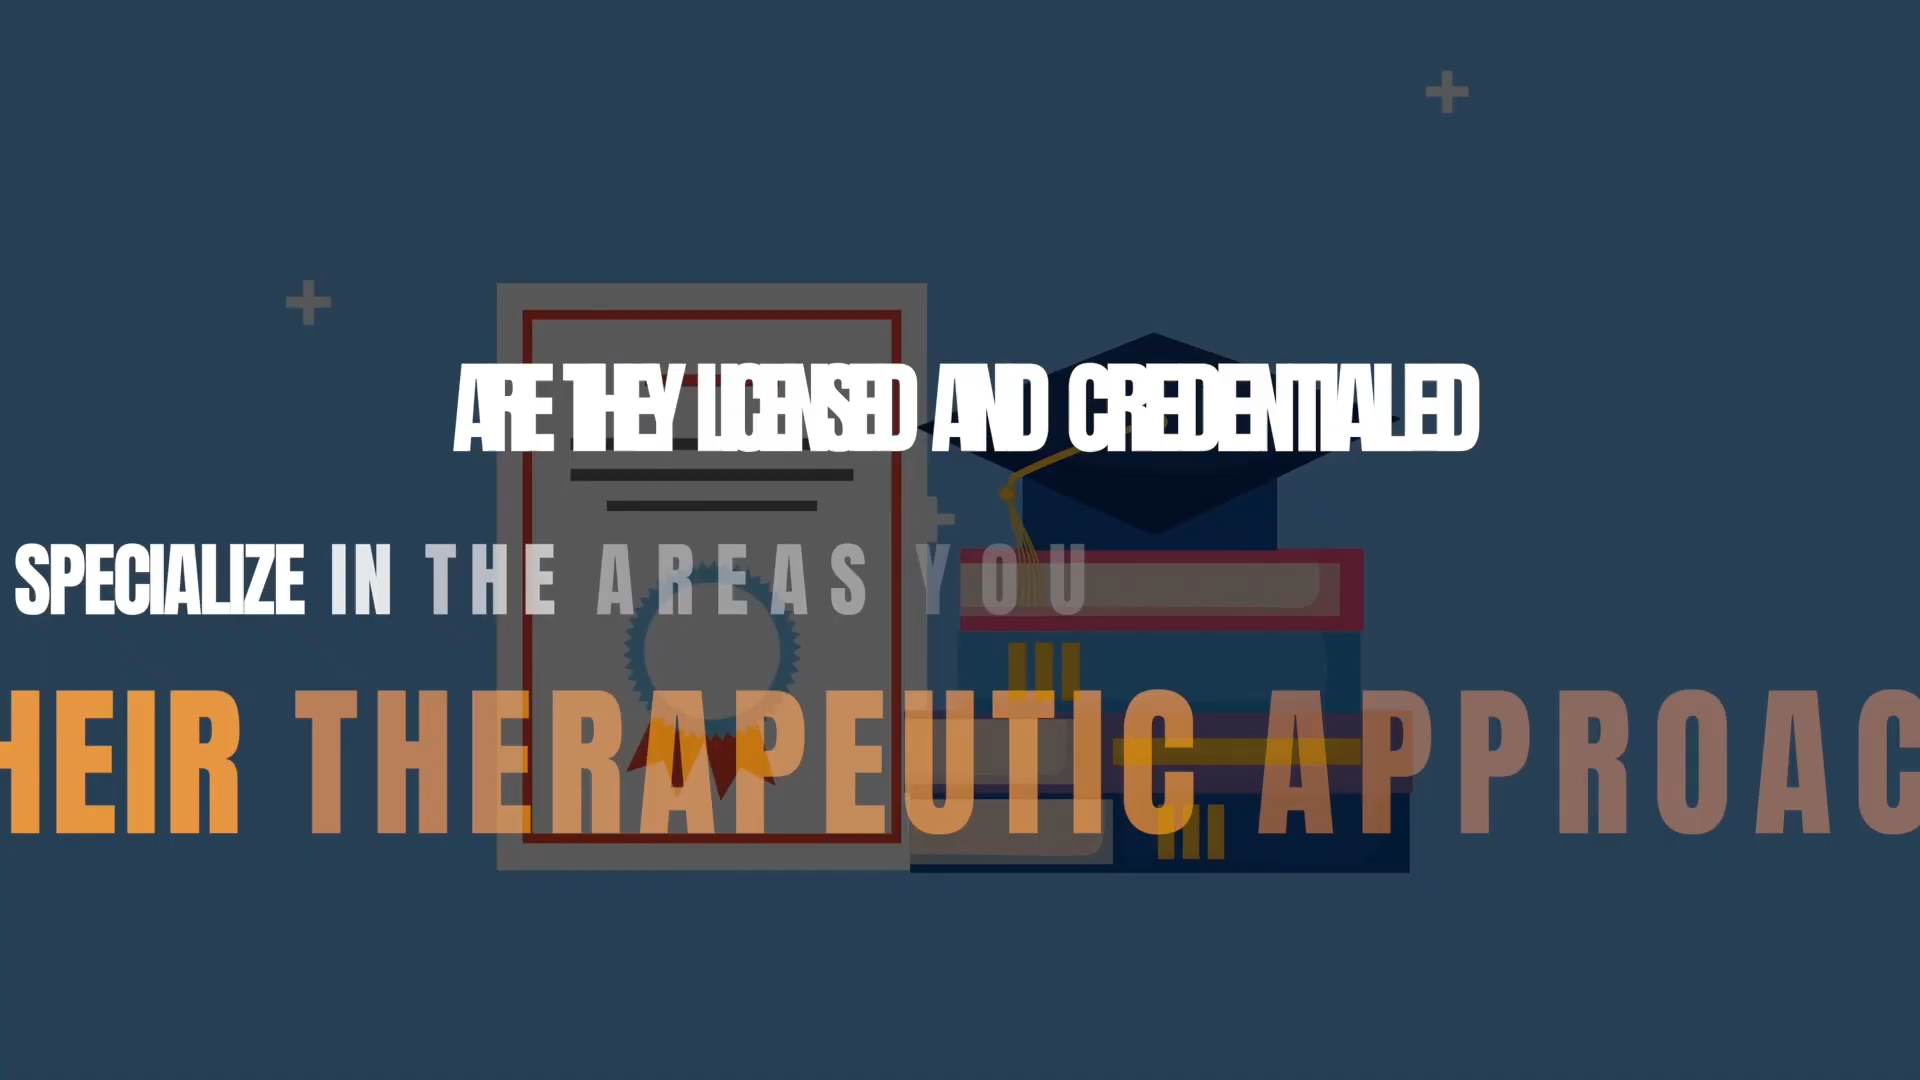 ARE THEY LICENSED AND CREDENTIALED
SPECIALIZE IN THE AREAS YOU
HEIR THERAPEUTIC APPROAC